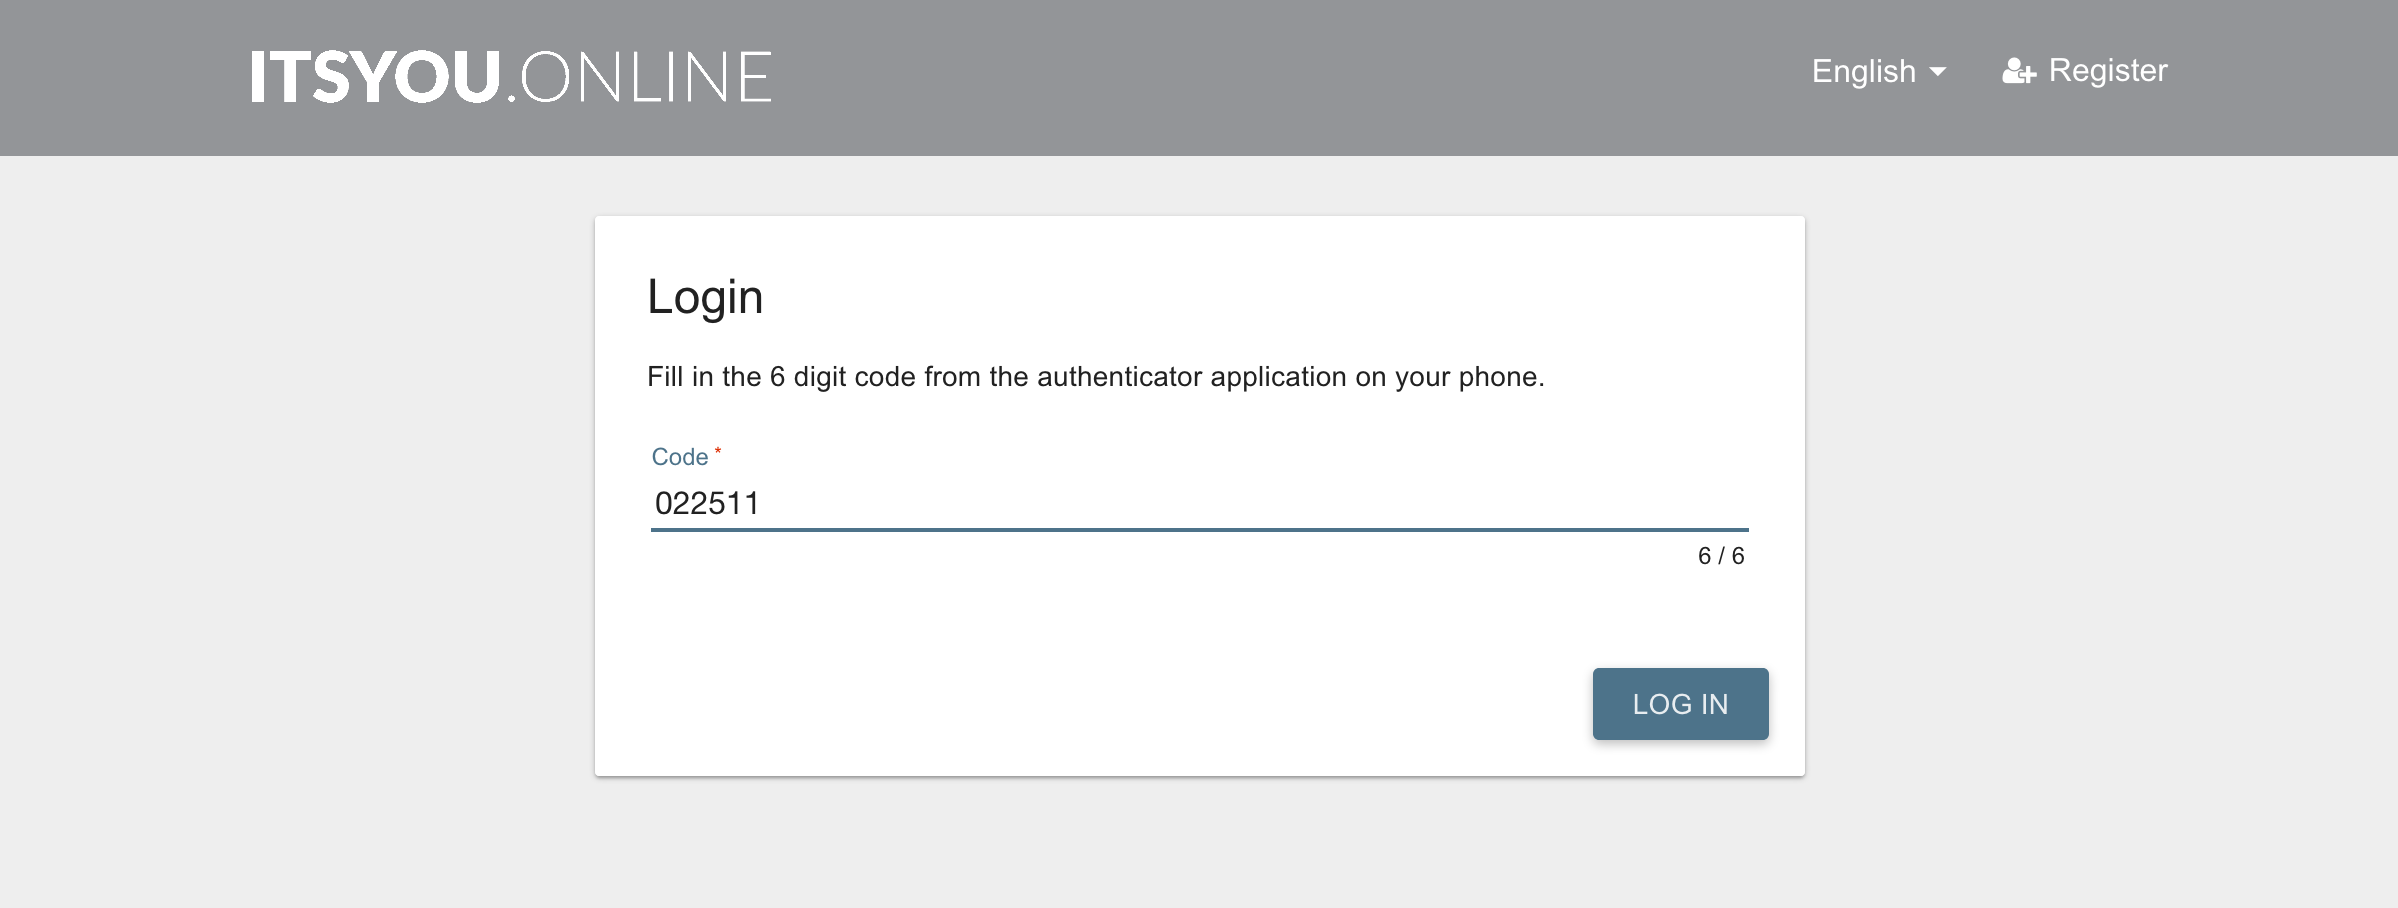 ITSYOU.ONLINE
English
Register
Login
Fill in the 6 digit code from the authenticator application on your phone.
Code *
022511
6 / 6
LOG IN